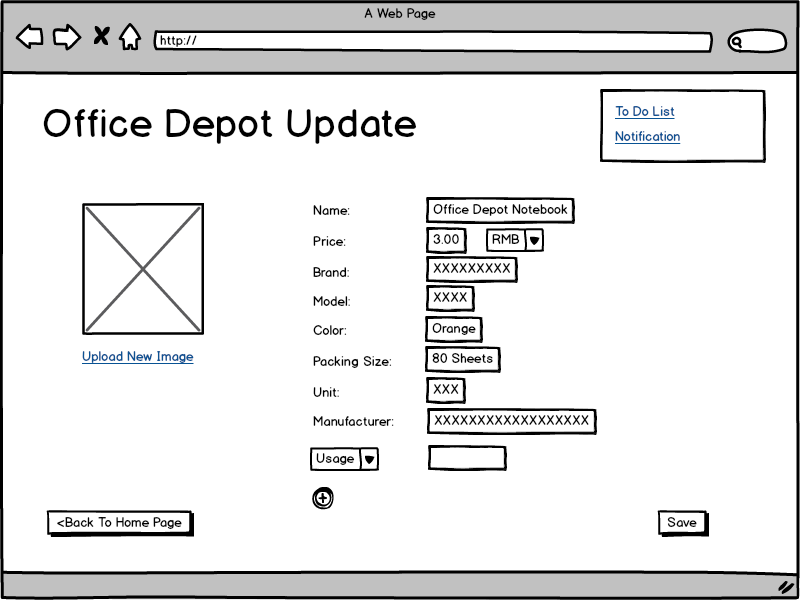 A Web Page
http://
Office Depot Update
To Do List
Notification
Name: Office Depot Notebook
Price: 3.00 RMB
Brand: XXXXXXXXX
Model: XXXX
Color: Orange
Upload New Image
Packing Size: 80 Sheets
Unit: XXX
Manufacturer: XXXXXXXXXXXXXXXXXX
Usage
<Back To Home Page
Save